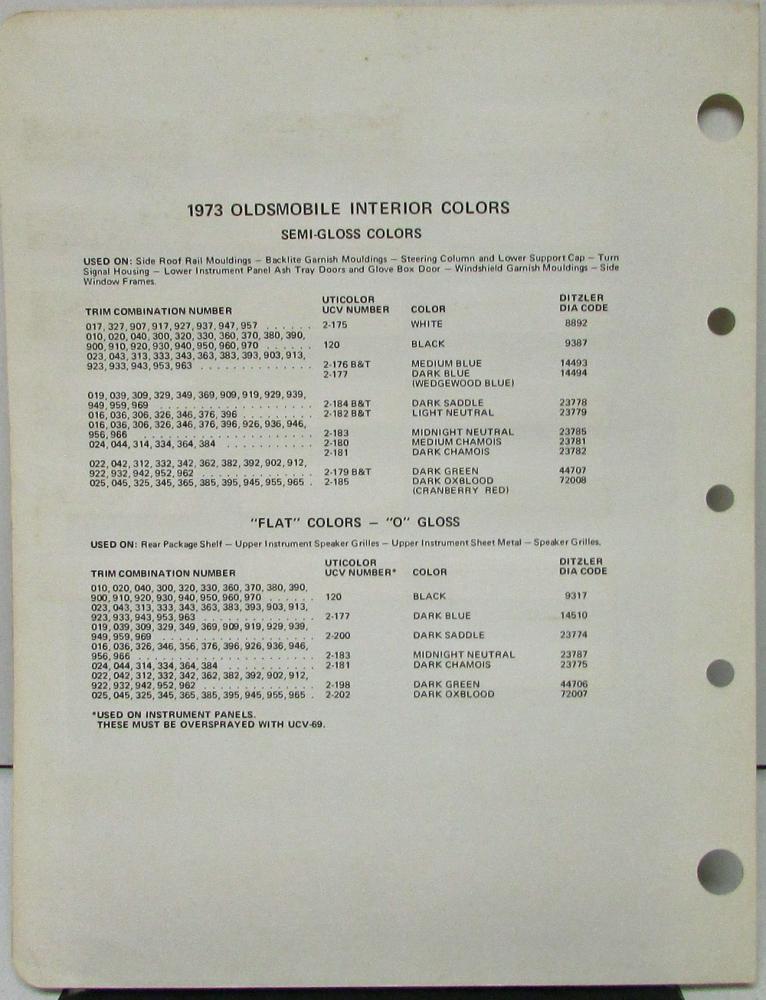 1973 OLDSMOBILE INTERIOR COLORS
SEMI-GLOSS COLORS
USED ON: Side Roof Rail Mouldings — Backlite Garnish Mouldings — Steering Column and Lower Support Cap — Turn
Signal Housing — Lower Instrument Panel Ash Tray Doors and Glove Box Door — Windshield Garnish Mouldings — Side
Window Frames.
UTICOLOR DITZLER
TRIM COMBINATION NUMBER UCV NUMBER COLOR DIA CODE
017, 327, 907, 917, 927, 937, 947, 957 . . . . . . 2-175 WHITE 8892
010, 020, 040, 300, 320, 330, 360, 370, 380, 390,
900, 910, 920, 930, 940, 950, 960, 970 . . . . . . 120 BLACK 9387
023, 043, 313, 333, 343, 363, 383, 393, 903, 913,
923, 933, 943, 953, 963 . . . . . . . . . . . . . 2-176 B&T MEDIUM BLUE 14493
2-177 DARK BLUE 14494
(WEDGEWOOD BLUE)
019, 039, 309, 329, 349, 369, 909, 919, 929, 939,
949, 959, 969 . . . . . . . . . . . . . . . . . . 2-184 B&T DARK SADDLE 23778
016, 036, 306, 326, 346, 376, 396 . . . . . . . . 2-182 B&T LIGHT NEUTRAL 23779
016, 036, 306, 326, 346, 376, 396, 926, 936, 946,
956, 966 . . . . . . . . . . . . . . . . . . . . 2-183 MIDNIGHT NEUTRAL 23785
024, 044, 314, 334, 364, 384 . . . . . . . . . . 2-180 MEDIUM CHAMOIS 23781
2-181 DARK CHAMOIS 23782
022, 042, 312, 332, 342, 362, 382, 392, 902, 912,
922, 932, 942, 952, 962 . . . . . . . . . . . . . 2-179 B&T DARK GREEN 44707
025, 045, 325, 345, 365, 385, 395, 945, 955, 965 . 2-185 DARK OXBLOOD 72008
(CRANBERRY RED)
"FLAT" COLORS — "O" GLOSS
USED ON: Rear Package Shelf — Upper Instrument Speaker Grilles — Upper Instrument Sheet Metal — Speaker Grilles.
UTICOLOR DITZLER
TRIM COMBINATION NUMBER UCV NUMBER* COLOR DIA CODE
010, 020, 040, 300, 320, 330, 360, 370, 380, 390,
900, 910, 920, 930, 940, 950, 960, 970 . . . . . . 120 BLACK 9317
023, 043, 313, 333, 343, 363, 383, 393, 903, 913,
923, 933, 943, 953, 963 . . . . . . . . . . . . . 2-177 DARK BLUE 14510
019, 039, 309, 329, 349, 369, 909, 919, 929, 939,
949, 959, 969 . . . . . . . . . . . . . . . . . . 2-200 DARK SADDLE 23774
016, 036, 326, 346, 356, 376, 396, 926, 936, 946,
956, 966 . . . . . . . . . . . . . . . . . . . . 2-183 MIDNIGHT NEUTRAL 23787
024, 044, 314, 334, 364, 384 . . . . . . . . . . 2-181 DARK CHAMOIS 23775
022, 042, 312, 332, 342, 362, 382, 392, 902, 912,
922, 932, 942, 952, 962 . . . . . . . . . . . . . 2-198 DARK GREEN 44706
025, 045, 325, 345, 365, 385, 395, 945, 955, 965 . 2-202 DARK OXBLOOD 72007
*USED ON INSTRUMENT PANELS.
THESE MUST BE OVERSPRAYED WITH UCV-69.